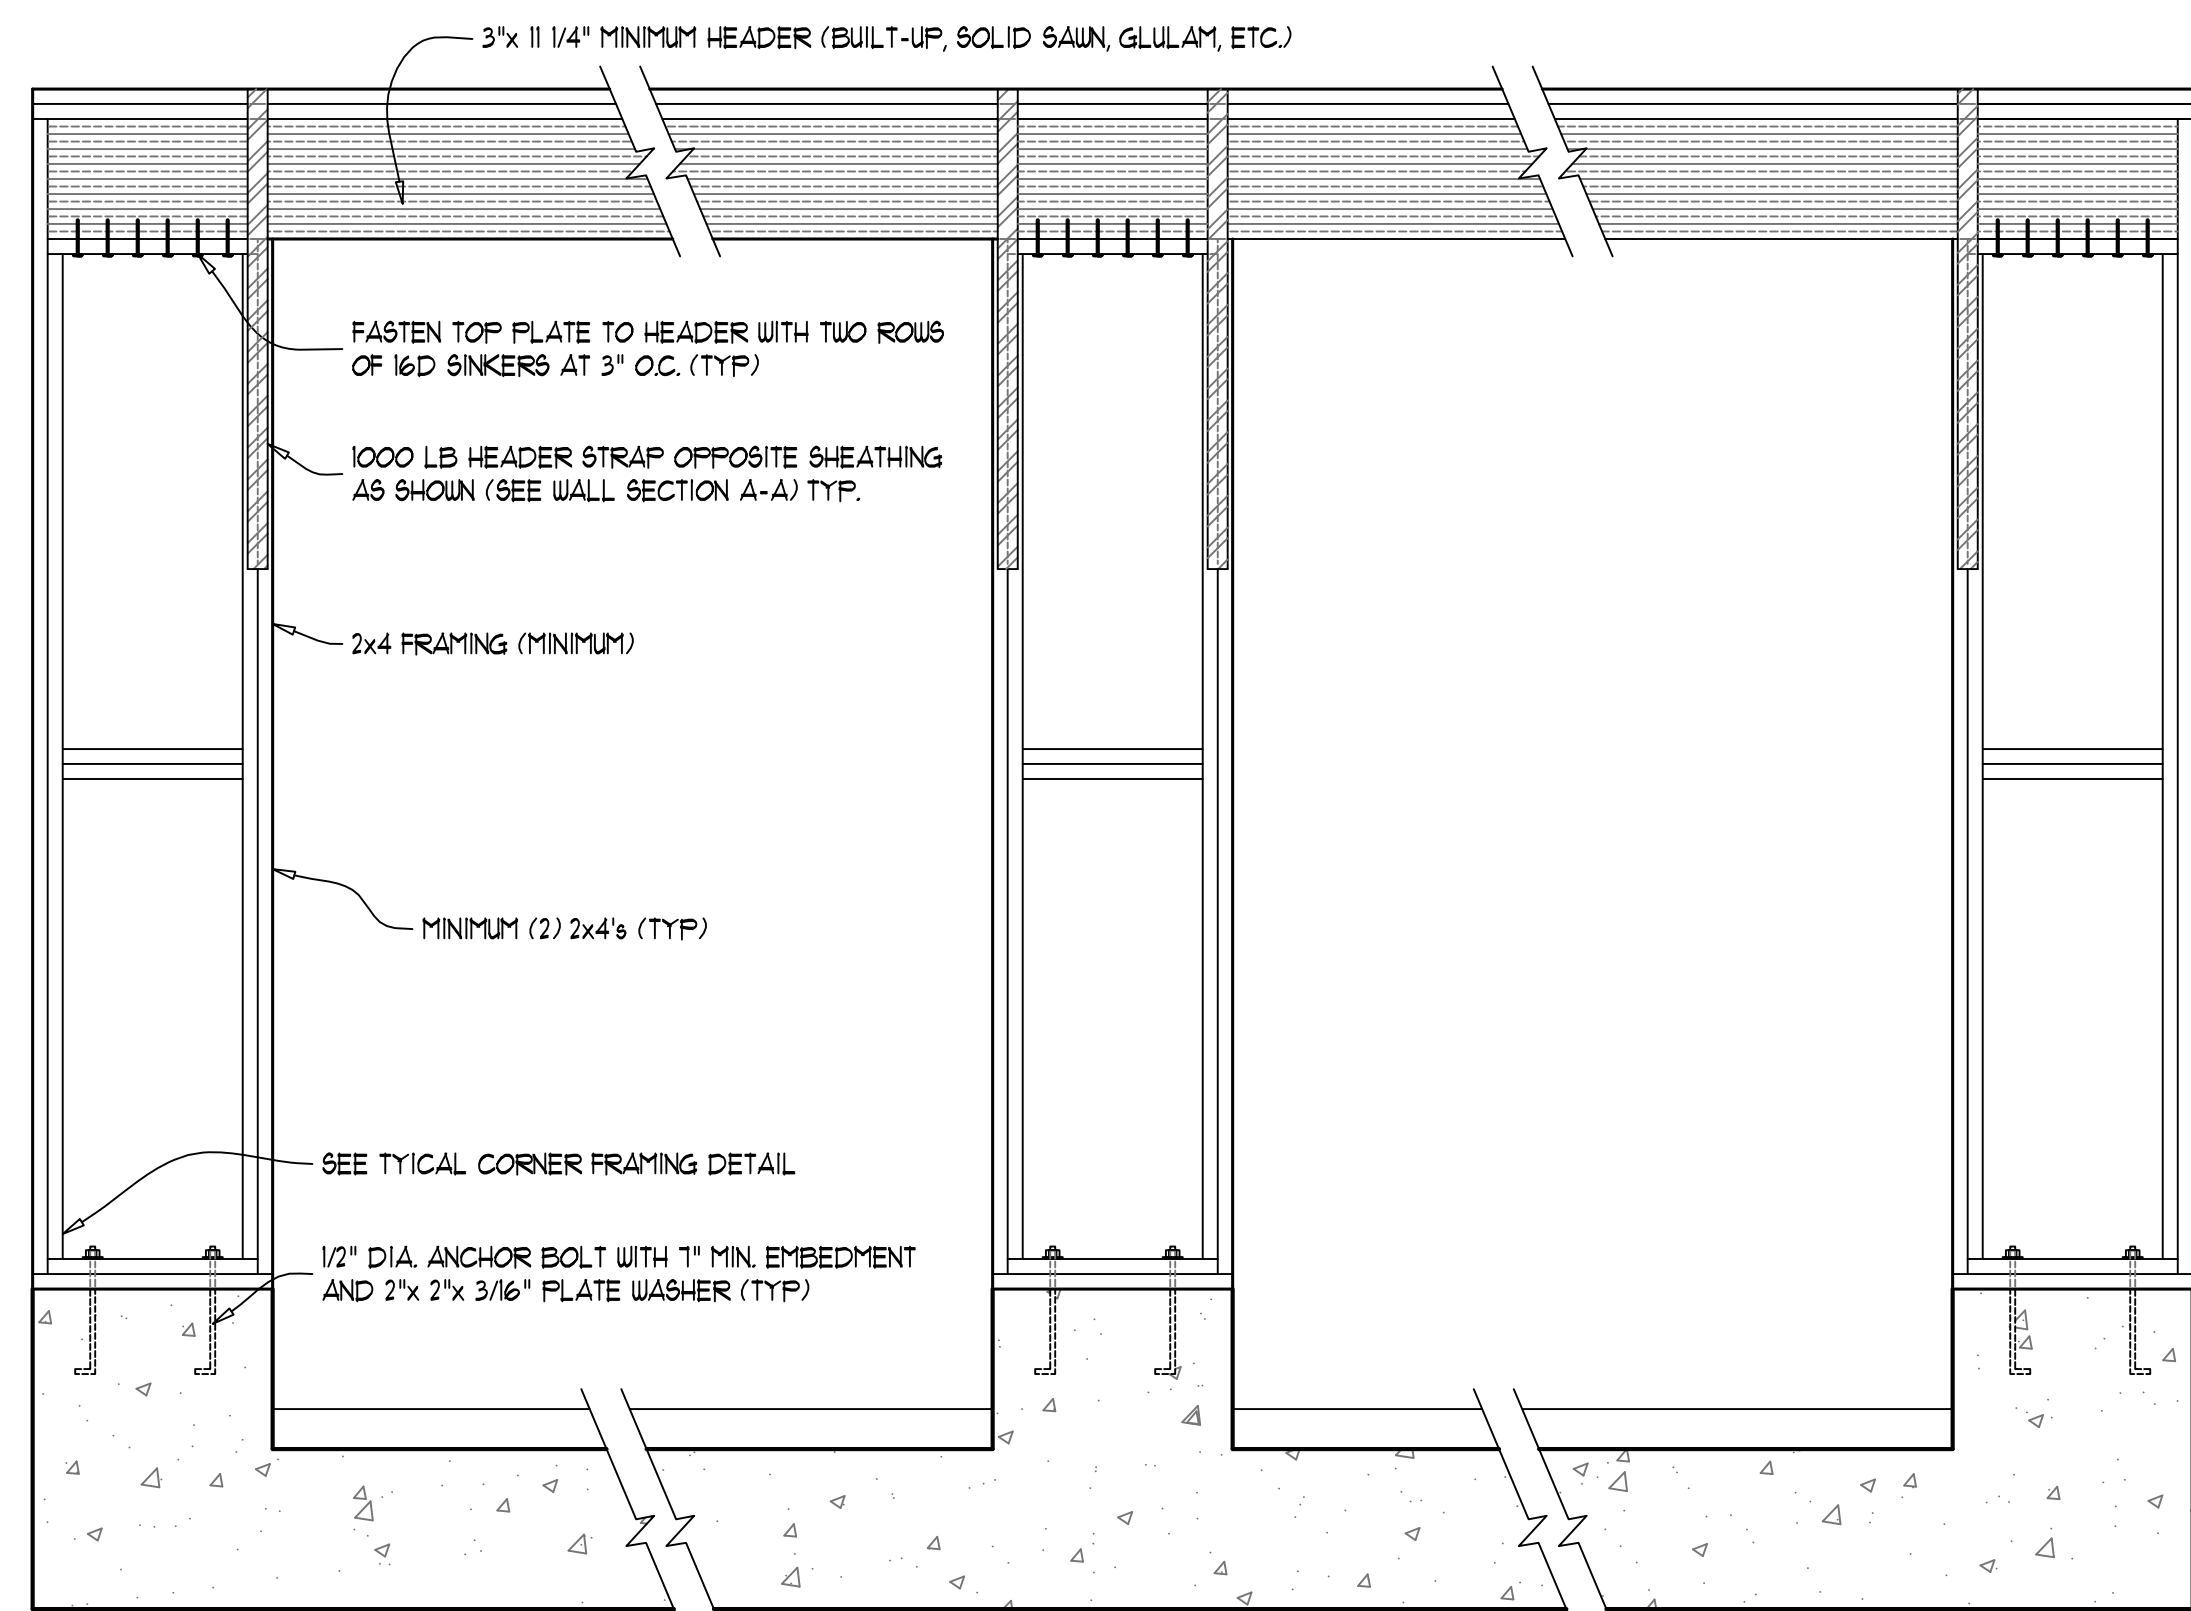 3"x 11 1/4" MINIMUM HEADER (BUILT-UP, SOLID SAWN, GLULAM, ETC.)
FASTEN TOP PLATE TO HEADER WITH TWO ROWS
OF 16D SINKERS AT 3" O.C. (TYP)
1000 LB HEADER STRAP OPPOSITE SHEATHING
AS SHOWN (SEE WALL SECTION A-A) TYP.
2x4 FRAMING (MINIMUM)
MINIMUM (2) 2x4's (TYP)
SEE TYICAL CORNER FRAMING DETAIL
1/2" DIA. ANCHOR BOLT WITH 7" MIN. EMBEDMENT
AND 2"x 2"x 3/16" PLATE WASHER (TYP)